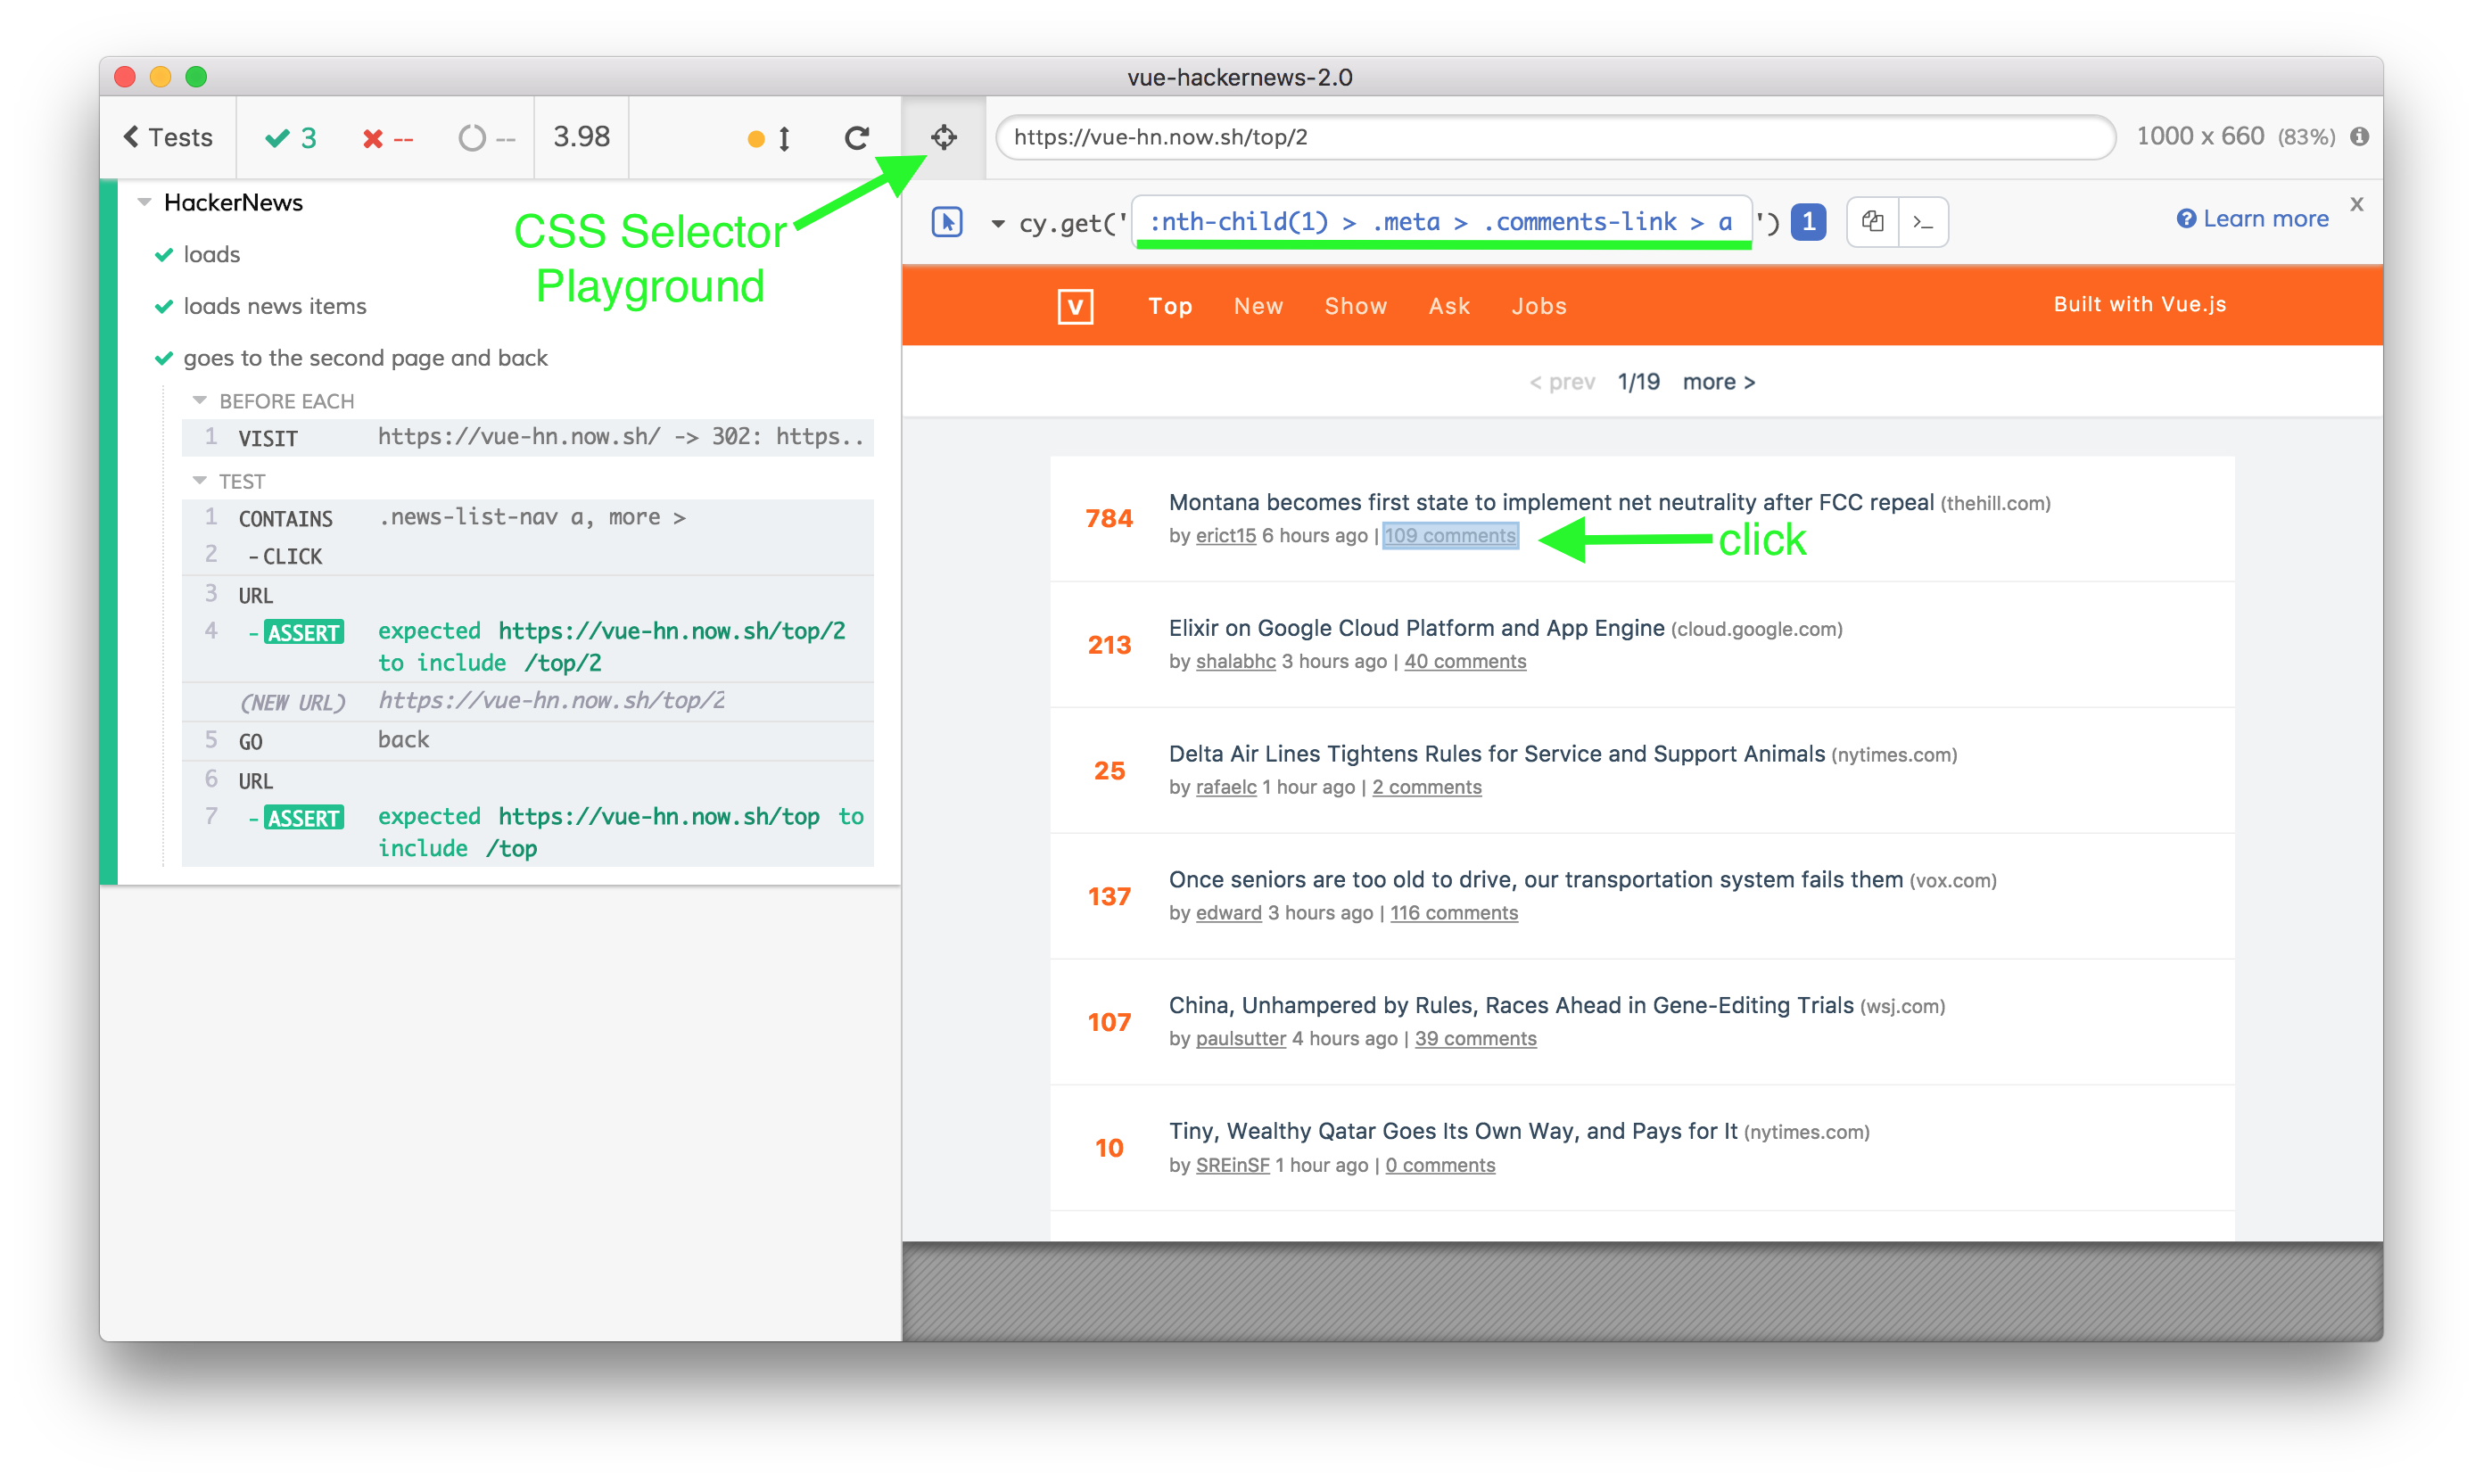 vue-hackernews-2.0
Tests 3 -- -- 3.98
https://vue-hn.now.sh/top/2 1000 x 660 (83%)
HackerNews
loads
loads news items
goes to the second page and back
BEFORE EACH
1 VISIT https://vue-hn.now.sh/ -> 302: https..
TEST
1 CONTAINS .news-list-nav a, more >
2 -CLICK
3 URL
4 -ASSERT expected https://vue-hn.now.sh/top/2
to include /top/2
(NEW URL) https://vue-hn.now.sh/top/2
5 GO back
6 URL
7 -ASSERT expected https://vue-hn.now.sh/top to
include /top
CSS Selector
Playground
cy.get(' :nth-child(1) > .meta > .comments-link > a ') 1 >_ ? Learn more x
V Top New Show Ask Jobs Built with Vue.js
< prev 1/19 more >
784 Montana becomes first state to implement net neutrality after FCC repeal (thehill.com)
by erict15 6 hours ago | 109 comments
click
213 Elixir on Google Cloud Platform and App Engine (cloud.google.com)
by shalabhc 3 hours ago | 40 comments
25 Delta Air Lines Tightens Rules for Service and Support Animals (nytimes.com)
by rafaelc 1 hour ago | 2 comments
137 Once seniors are too old to drive, our transportation system fails them (vox.com)
by edward 3 hours ago | 116 comments
107 China, Unhampered by Rules, Races Ahead in Gene-Editing Trials (wsj.com)
by paulsutter 4 hours ago | 39 comments
10 Tiny, Wealthy Qatar Goes Its Own Way, and Pays for It (nytimes.com)
by SREinSF 1 hour ago | 0 comments